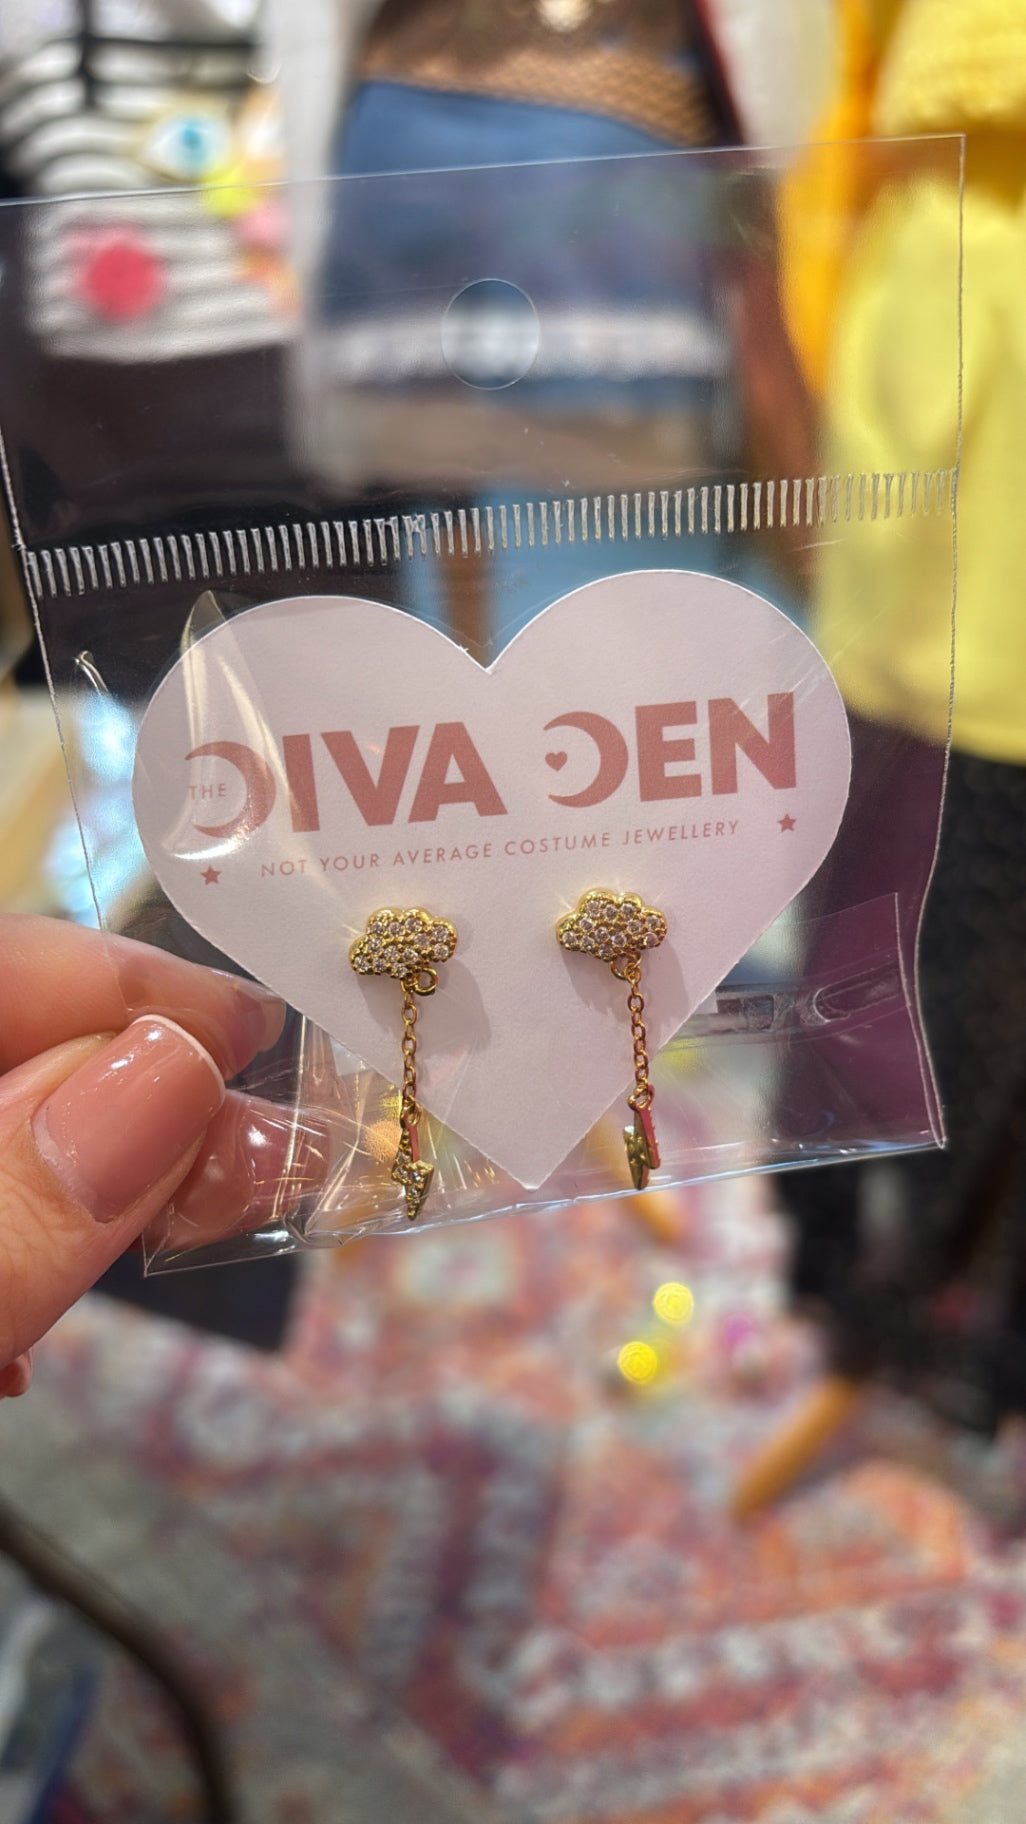 THE DIVA DEN
NOT YOUR AVERAGE COSTUME JEWELLERY